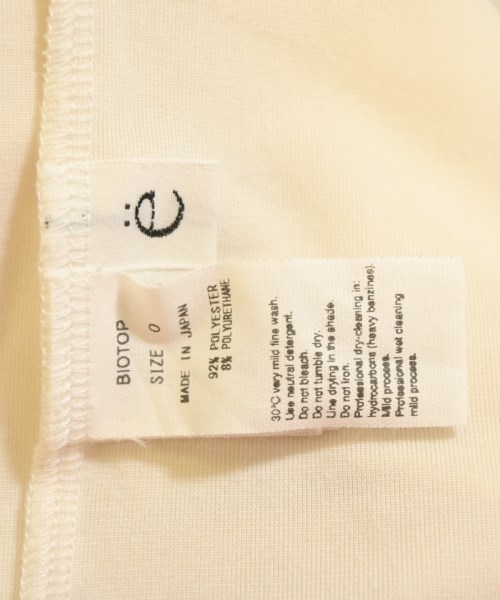 ë
BIOTOP
SIZE 0
MADE IN JAPAN
92% POLYESTER
8% POLYURETHANE
30°C very mild fine wash.
Use neutral detergent.
Do not bleach.
Do not tumble dry.
Line drying in the shade.
Do not iron.
Professional dry-cleaning in:
hydrocarbons (heavy benzines).
Mild process.
Professional wet cleaning
mild process.